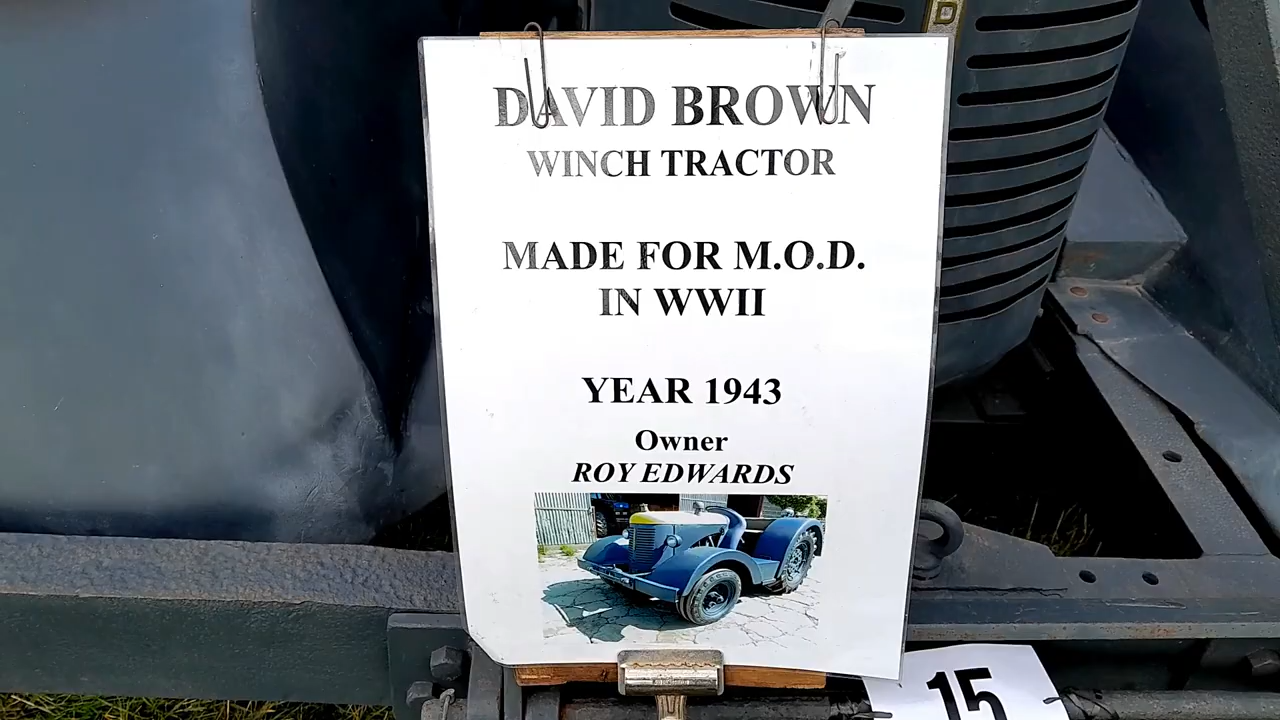 D
DAVID BROWN
WINCH TRACTOR
MADE FOR M.O.D.
IN WWII
YEAR 1943
Owner
ROY EDWARDS
15